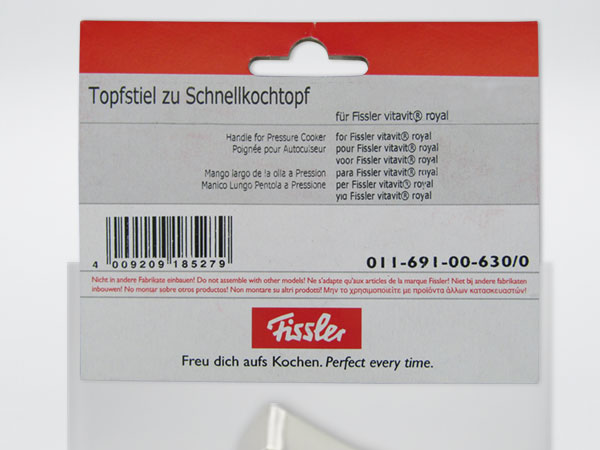 Topfstiel zu Schnellkochtopf
für Fissler vitavit® royal
Handle for Pressure Cooker for Fissler vitavit® royal
Poignée pour Autoculseur pour Fissler vitavit® royal
voor Fissler vitavit® royal
Mango largo de la olla a Pression para Fissler vitavit® royal
Manico Lungo Pentola a Pressione per Fissler vitavit® royal
για Fissler vitavit® royal
4 009209 185279
011-691-00-630/0
Nicht in andere Fabrikate einbauen! Do not assemble with other models! Ne s'adapte qu'aux articles de la marque Fissler! Niet bij andere fabrikaten
inbouwen! No montar sobre otros productos! Non montare su altri prodotti! Μην το χρησιμοποιείτε με προϊόντα άλλων κατασκευαστών!
Fissler
Freu dich aufs Kochen. Perfect every time.